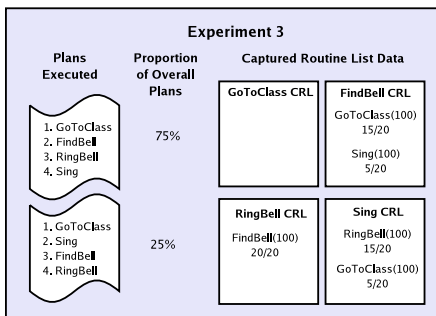 Experiment 3
Plans
Executed
Proportion
of Overall
Plans
Captured Routine List Data
1. GoToClass
2. FindBell
3. RingBell
4. Sing
75%
GoToClass CRL
FindBell CRL
GoToClass(100)
15/20
Sing(100)
5/20
1. GoToClass
2. Sing
3. FindBell
4. RingBell
25%
RingBell CRL
FindBell(100)
20/20
Sing CRL
RingBell(100)
15/20
GoToClass(100)
5/20